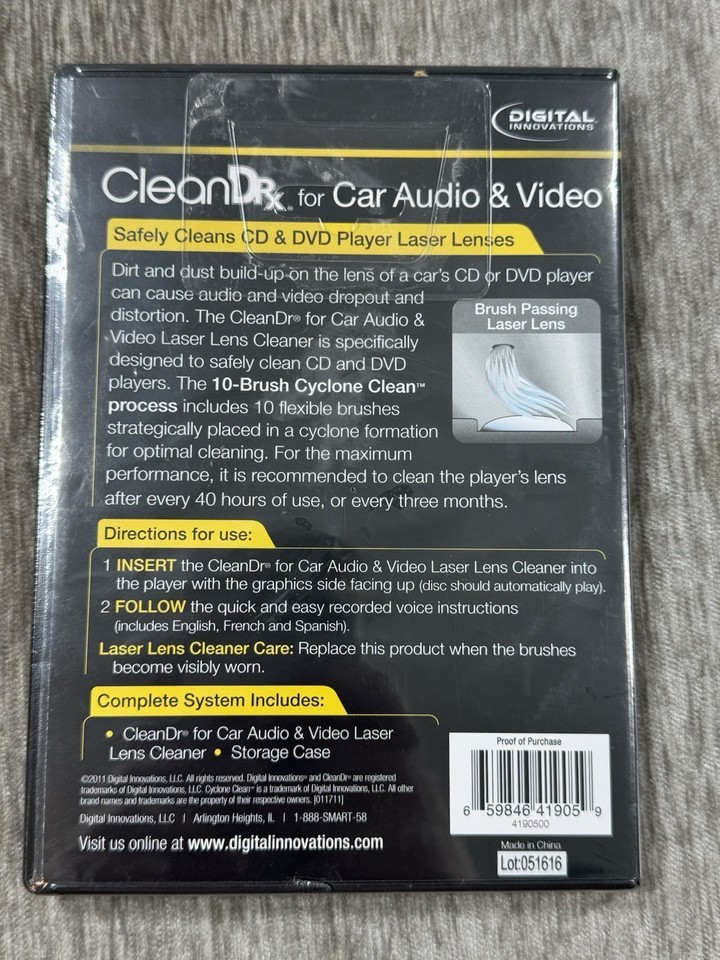 DIGITAL
INNOVATIONS
CleanDRx® for Car Audio & Video
Safely Cleans CD & DVD Player Laser Lenses
Dirt and dust build-up on the lens of a car's CD or DVD player
can cause audio and video dropout and
distortion. The CleanDr® for Car Audio &
Video Laser Lens Cleaner is specifically
designed to safely clean CD and DVD
players. The 10-Brush Cyclone Clean™
process includes 10 flexible brushes
strategically placed in a cyclone formation
for optimal cleaning. For the maximum
performance, it is recommended to clean the player's lens
after every 40 hours of use, or every three months.
Brush Passing
Laser Lens
Directions for use:
1 INSERT the CleanDr® for Car Audio & Video Laser Lens Cleaner into
the player with the graphics side facing up (disc should automatically play).
2 FOLLOW the quick and easy recorded voice instructions
(includes English, French and Spanish).
Laser Lens Cleaner Care: Replace this product when the brushes
become visibly worn.
Complete System Includes:
• CleanDr® for Car Audio & Video Laser
Lens Cleaner • Storage Case
©2011 Digital Innovations, LLC. All rights reserved. Digital Innovations® and CleanDr® are registered
trademarks of Digital Innovations, LLC. Cyclone Clean™ is a trademark of Digital Innovations, LLC. All other
brand names and trademarks are the property of their respective owners. [011711]
Digital Innovations, LLC | Arlington Heights, IL | 1-888-SMART-58
Visit us online at www.digitalinnovations.com
Proof of Purchase
6 59846 41905 9
4190500
Made in China
Lot:051616